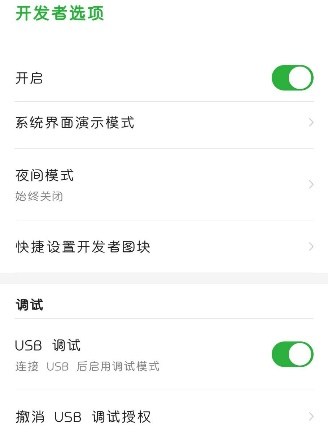 开发者选项
开启
系统界面演示模式
夜间模式
始终关闭
快捷设置开发者图块
调试
USB 调试
连接 USB 后启用调试模式
撤消 USB 调试授权